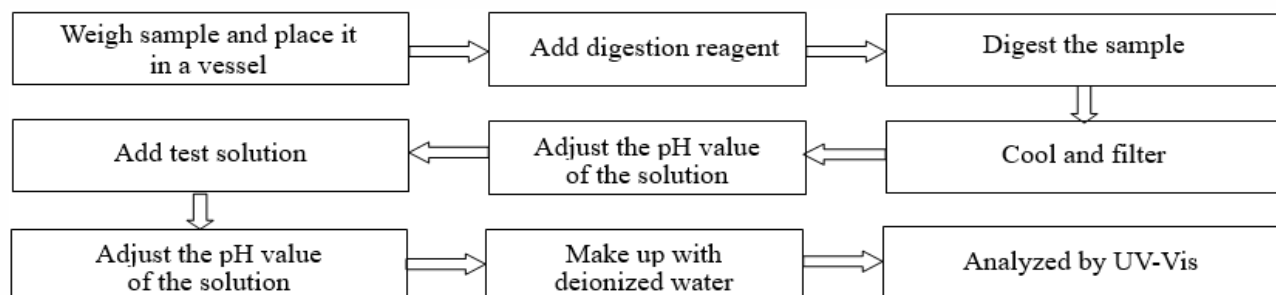 Weigh sample and place it
in a vessel
Add digestion reagent
Digest the sample
Cool and filter
Adjust the pH value
of the solution
Add test solution
Adjust the pH value
of the solution
Make up with
deionized water
Analyzed by UV-Vis